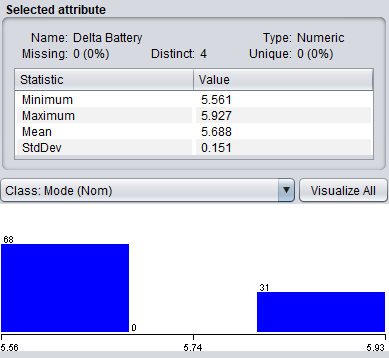 Selected attribute
Name: Delta Battery Type: Numeric
Missing: 0 (0%) Distinct: 4 Unique: 0 (0%)
Statistic Value
Minimum 5.561
Maximum 5.927
Mean 5.688
StdDev 0.151
Class: Mode (Nom) Visualize All
68
31
0
5.56 5.74 5.93